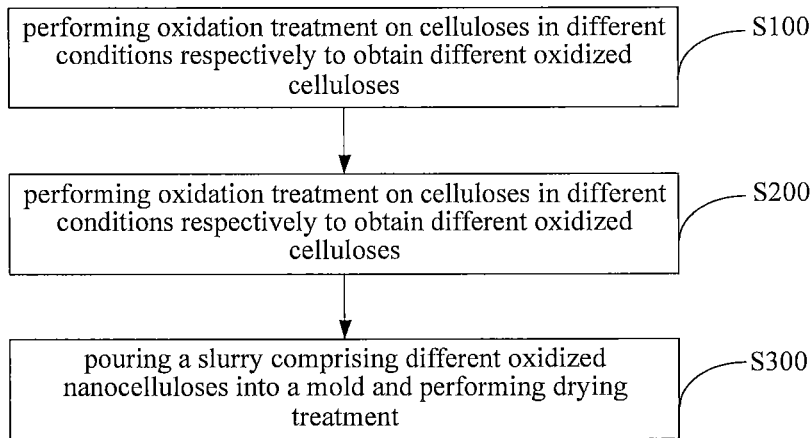 performing oxidation treatment on celluloses in different
conditions respectively to obtain different oxidized
celluloses
S100
performing oxidation treatment on celluloses in different
conditions respectively to obtain different oxidized
celluloses
S200
pouring a slurry comprising different oxidized
nanocelluloses into a mold and performing drying
treatment
S300